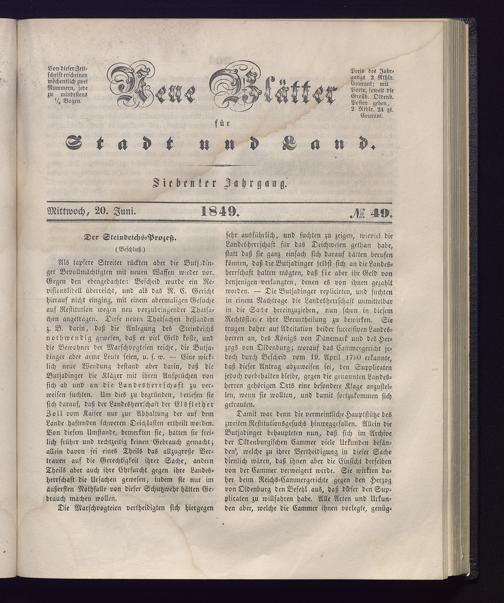 Von dieser Zeit-
schrift erscheinen
wöchentlich zwei
Nummern, jede
zu mindestens
½ Bogen.
Neue Blätter
Preis des Jahr-
gangs 2 Rthlr.
Courant; mit
Porto, soweit die
Großh. Oldenb.
Posten gehen,
2 Rthlr. 24 gr.
Courant.
für
Stadt und Land.
Siebenter Jahrgang.
Mittwoch, 20. Juni. 1849. № 49.
Der Steindeichs-Prozeß.
(Beschluß.)
Als tapfere Streiter rückten aber die Butjadin-
ger Bevollmächtigten mit neuen Waffen wieder vor.
Gegen den ebengedachten Bescheid wurde ein Re-
visionslibell überreicht, und als das R. C. Gericht
hierauf nicht einging, mit einem abermaligen Gesuche
auf Restitution wegen neu vorzubringender Thatsa-
chen angetragen. Diese neuen Thatsachen bestanden
z. B. darin, daß die Anlegung des Steindeichs
nothwendig gewesen, daß er viel Geld koste, und
die Bewohner der Marschvogteien reiche, die Butja-
dinger aber arme Leute seien, u. s. w. — Eine wirk-
lich neue Wendung bestand aber darin, daß die
Butjadinger die Kläger mit ihren Ansprüchen von
sich ab und an die Landesherrschaft zu ver-
weisen suchten. Um dies zu begründen, beriefen sie
sich darauf, daß der Landesherrschaft der Elsflether
Zoll vom Kaiser nur zur Abhaltung der auf dem
Lande haftenden schweren Deichlasten ertheilt worden.
Von diesem Umstande, bemerkten sie, hätten sie frei-
lich früher und rechtzeitig keinen Gebrauch gemacht;
allein davon sei eines Theils das allzugroße Ver-
trauen auf die Gerechtigkeit ihrer Sache, andern
Theils aber auch ihre Ehrfurcht gegen ihre Landes-
herrschaft die Ursachen gewesen, indem sie nur im
äußersten Nothfalle von dieser Schutzwehr hätten Ge-
brauch machen wollen.
Die Marschvogteien vertheidigten sich hiergegen
sehr ausführlich, und suchten zu zeigen, wieviel die
Landesherrschaft für das Deichwesen gethan habe,
statt daß sie ganz einfach sich darauf hätten berufen
können, daß die Butjadinger selbst sich an die Landes-
herrschaft halten mögten, daß sie aber ihr Geld von
denjenigen verlangten, denen es von ihnen gezahlt
worden. — Die Butjadinger replicirten, und suchten
in einem Nachtrage die Landesherrschaft unmittelbar
in die Sache hereinzuziehen, nun schon in diesem
Rechtsstreite ihre Verurtheilung zu bewirken. Sie
trugen daher auf Adcitation beider successiven Landes-
herren an, des Königs von Dänemark und des Her-
zogs von Oldenburg; worauf das Cammergericht je-
doch durch Bescheid vom 19. April 1790 erkannte,
daß dieser Antrag abzuweisen sei, den Supplicaten
jedoch vorbehalten bleibe, gegen die genannten Landes-
herren gehörigen Orts eine besondere Klage anzustel-
len, wenn sie wollten, und damit fortzukommen sich
getrauten.
Damit war denn die vermeintliche Hauptstütze des
zweiten Restitutionsgesuchs hinweggefallen. Allein die
Butjadinger behaupteten nun, daß sich im Archive
der Oldenburgischen Cammer viele Urkunden befän-
den, welche zu ihrer Vertheidigung in dieser Sache
dienlich wären, daß ihnen aber die Einsicht derselben
von der Cammer verweigert werde. Sie wirkten da-
her beim Reichs-Cammergerichte gegen den Herzog
von Oldenburg den Befehl aus, daß dieser den Sup-
plicaten zu willfahren habe. Alle Acten und Urkun-
den aber, welche die Cammer ihnen vorlegte, genüg-